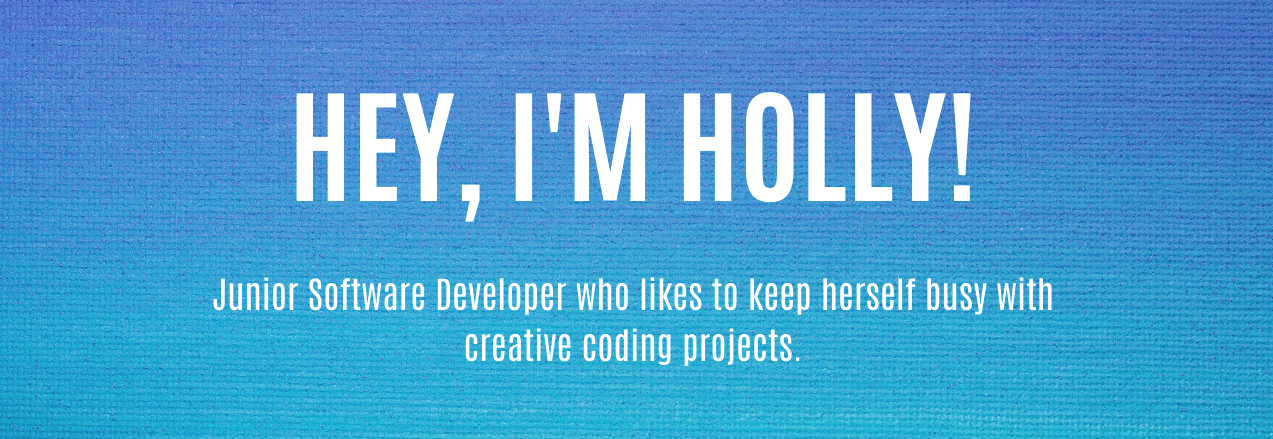 HEY, I'M HOLLY!
Junior Software Developer who likes to keep herself busy with
creative coding projects.